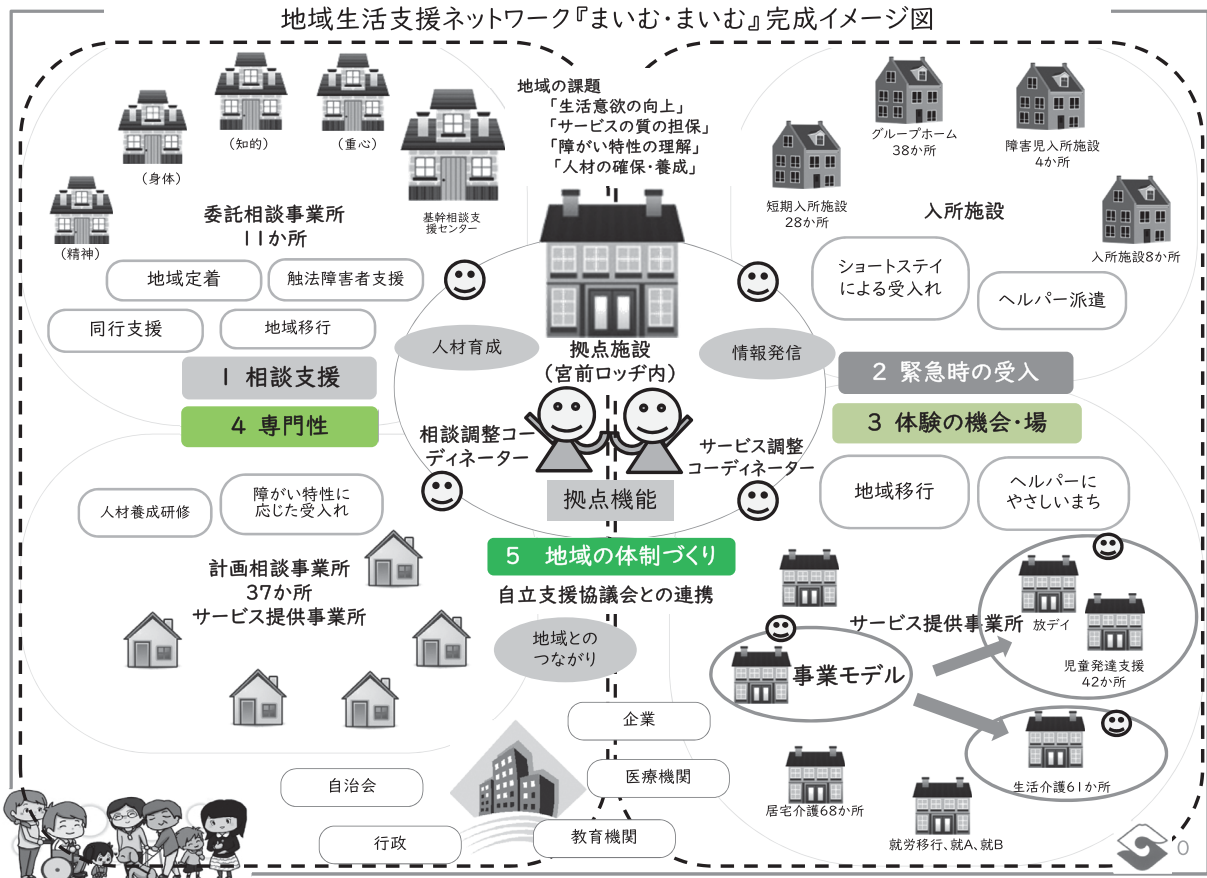 地域生活支援ネットワーク『まいむ・まいむ』完成イメージ図
地域の課題
「生活意欲の向上」
「サービスの質の担保」
「障がい特性の理解」
「人材の確保・養成」
(精神)
(身体)
(知的)
(重心)
基幹相談支
援センター
委託相談事業所
11か所
地域定着
触法障害者支援
同行支援
地域移行
1 相談支援
4 専門性
短期入所施設
28か所
グループホーム
38か所
障害児入所施設
4か所
入所施設8か所
入所施設
ショートステイ
による受入れ
ヘルパー派遣
2 緊急時の受入
3 体験の機会・場
人材育成
情報発信
拠点施設
(宮前ロッヂ内)
相談調整コー
ディネーター
サービス調整
コーディネーター
拠点機能
5 地域の体制づくり
自立支援協議会との連携
地域との
つながり
人材養成研修
障がい特性に
応じた受入れ
計画相談事業所
37か所
サービス提供事業所
地域移行
ヘルパーに
やさしいまち
サービス提供事業所
放デイ
児童発達支援
42か所
事業モデル
生活介護61か所
居宅介護68か所
就労移行、就A、就B
企業
医療機関
教育機関
自治会
行政
0